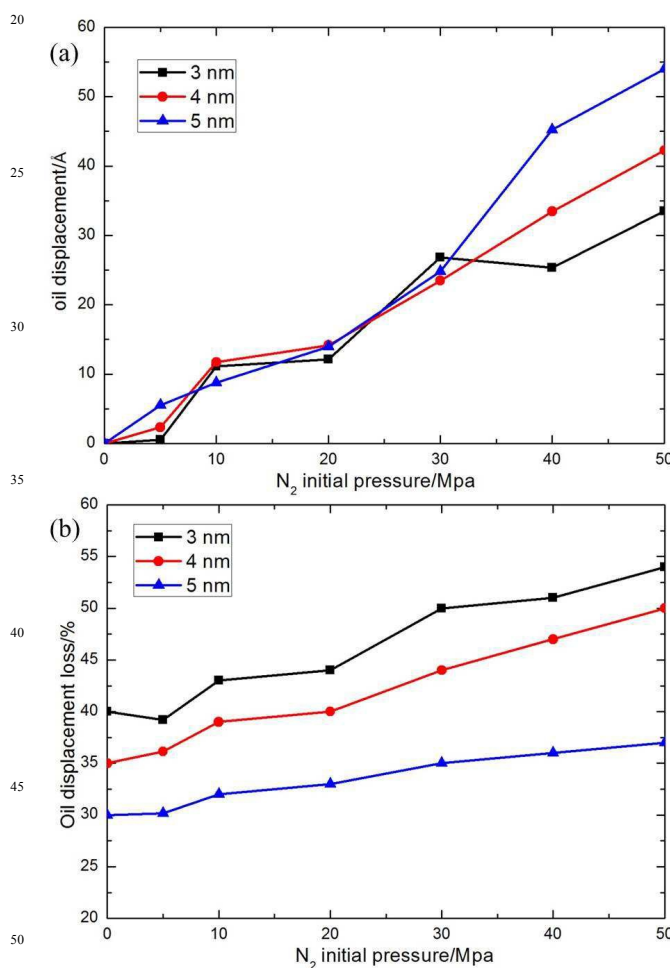 20
60
(a)
3 nm
4 nm
5 nm
50
25
40
oil displacement/Å
30
30
20
10
0
0 10 20 30 40 50
N₂ initial pressure/Mpa
35
60
(b)
3 nm
4 nm
5 nm
55
50
40
45
Oil displacement loss/%
40
35
45
30
25
20
0 10 20 30 40 50
50
N₂ initial pressure/Mpa